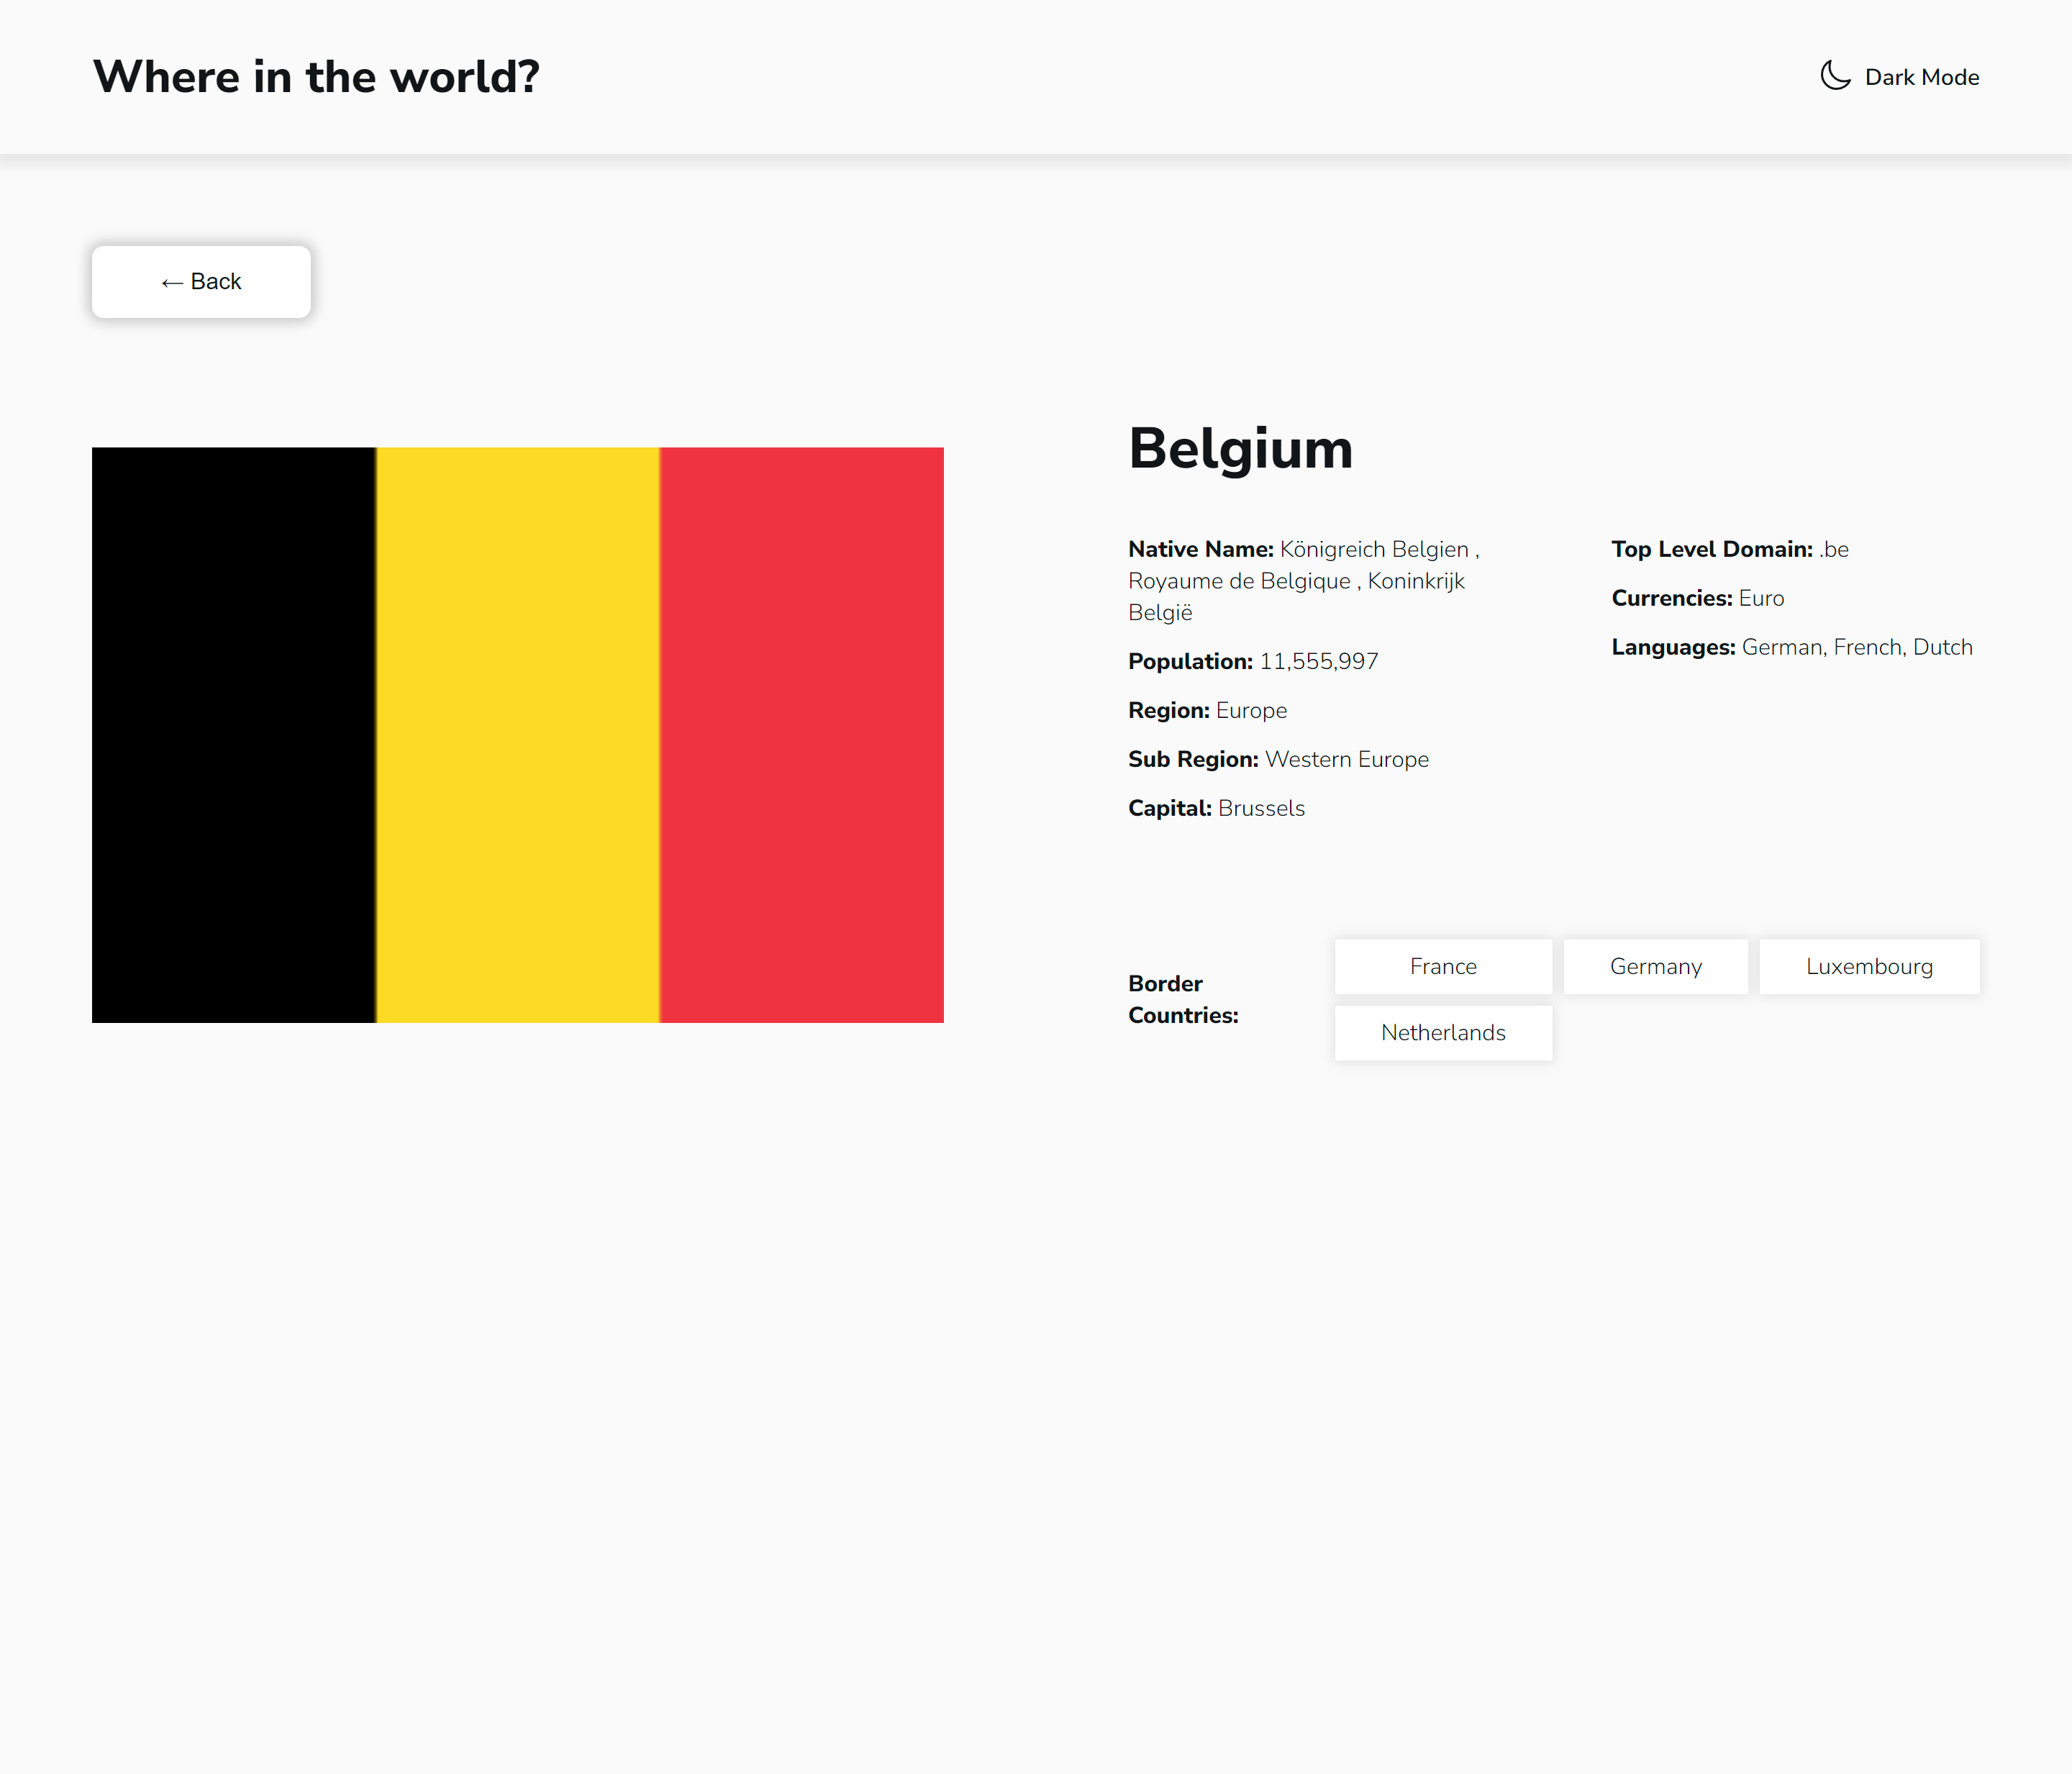 Where in the world?
Dark Mode
← Back
Belgium
Native Name: Königreich Belgien ,
Royaume de Belgique , Koninkrijk
België
Population: 11,555,997
Region: Europe
Sub Region: Western Europe
Capital: Brussels
Top Level Domain: .be
Currencies: Euro
Languages: German, French, Dutch
Border
Countries:
France
Germany
Luxembourg
Netherlands